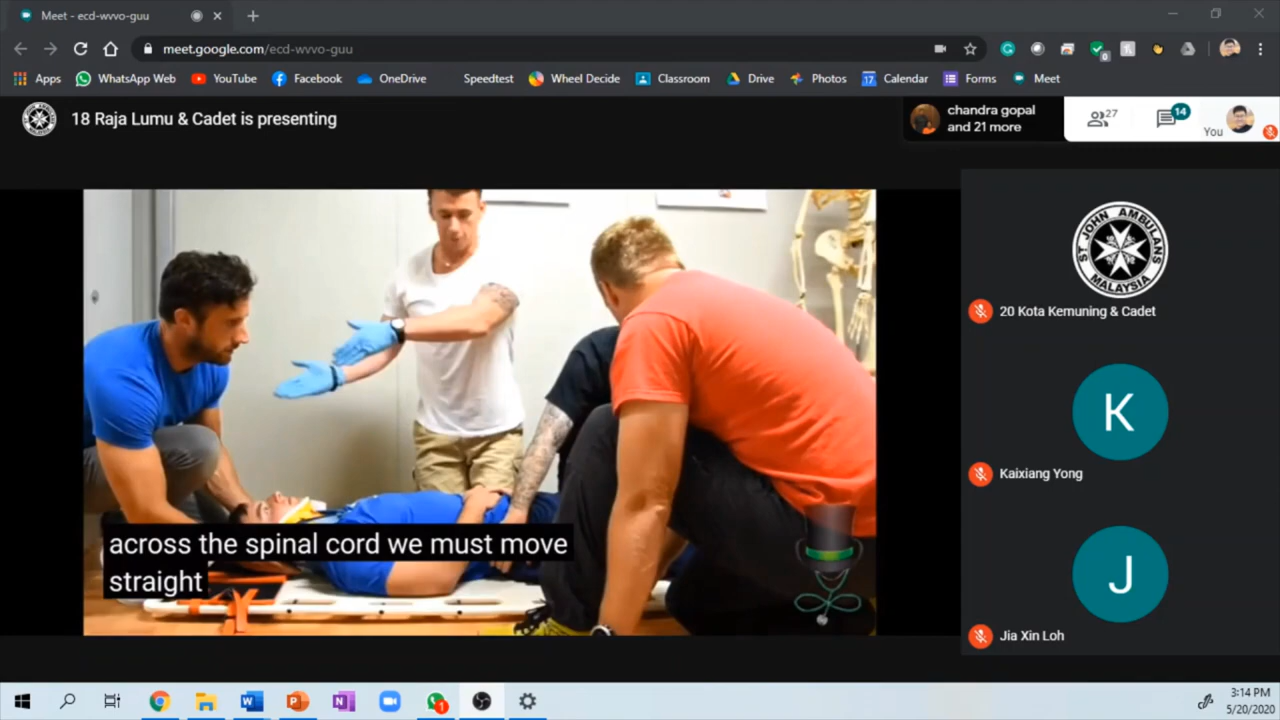 Meet - ecd-wvvo-guu
meet.google.com/ecd-wvvo-guu
0
Apps WhatsApp Web YouTube Facebook OneDrive Speedtest Wheel Decide Classroom Drive Photos 17 Calendar Forms Meet
18 Raja Lumu & Cadet is presenting
chandra gopal
and 21 more
27
14
You
ST JOHN AMBULANS
MALAYSIA
20 Kota Kemuning & Cadet
K
Kaixiang Yong
J
Jia Xin Loh
across the spinal cord we must move
straight
W
P
N
1
3:14 PM
5/20/2020